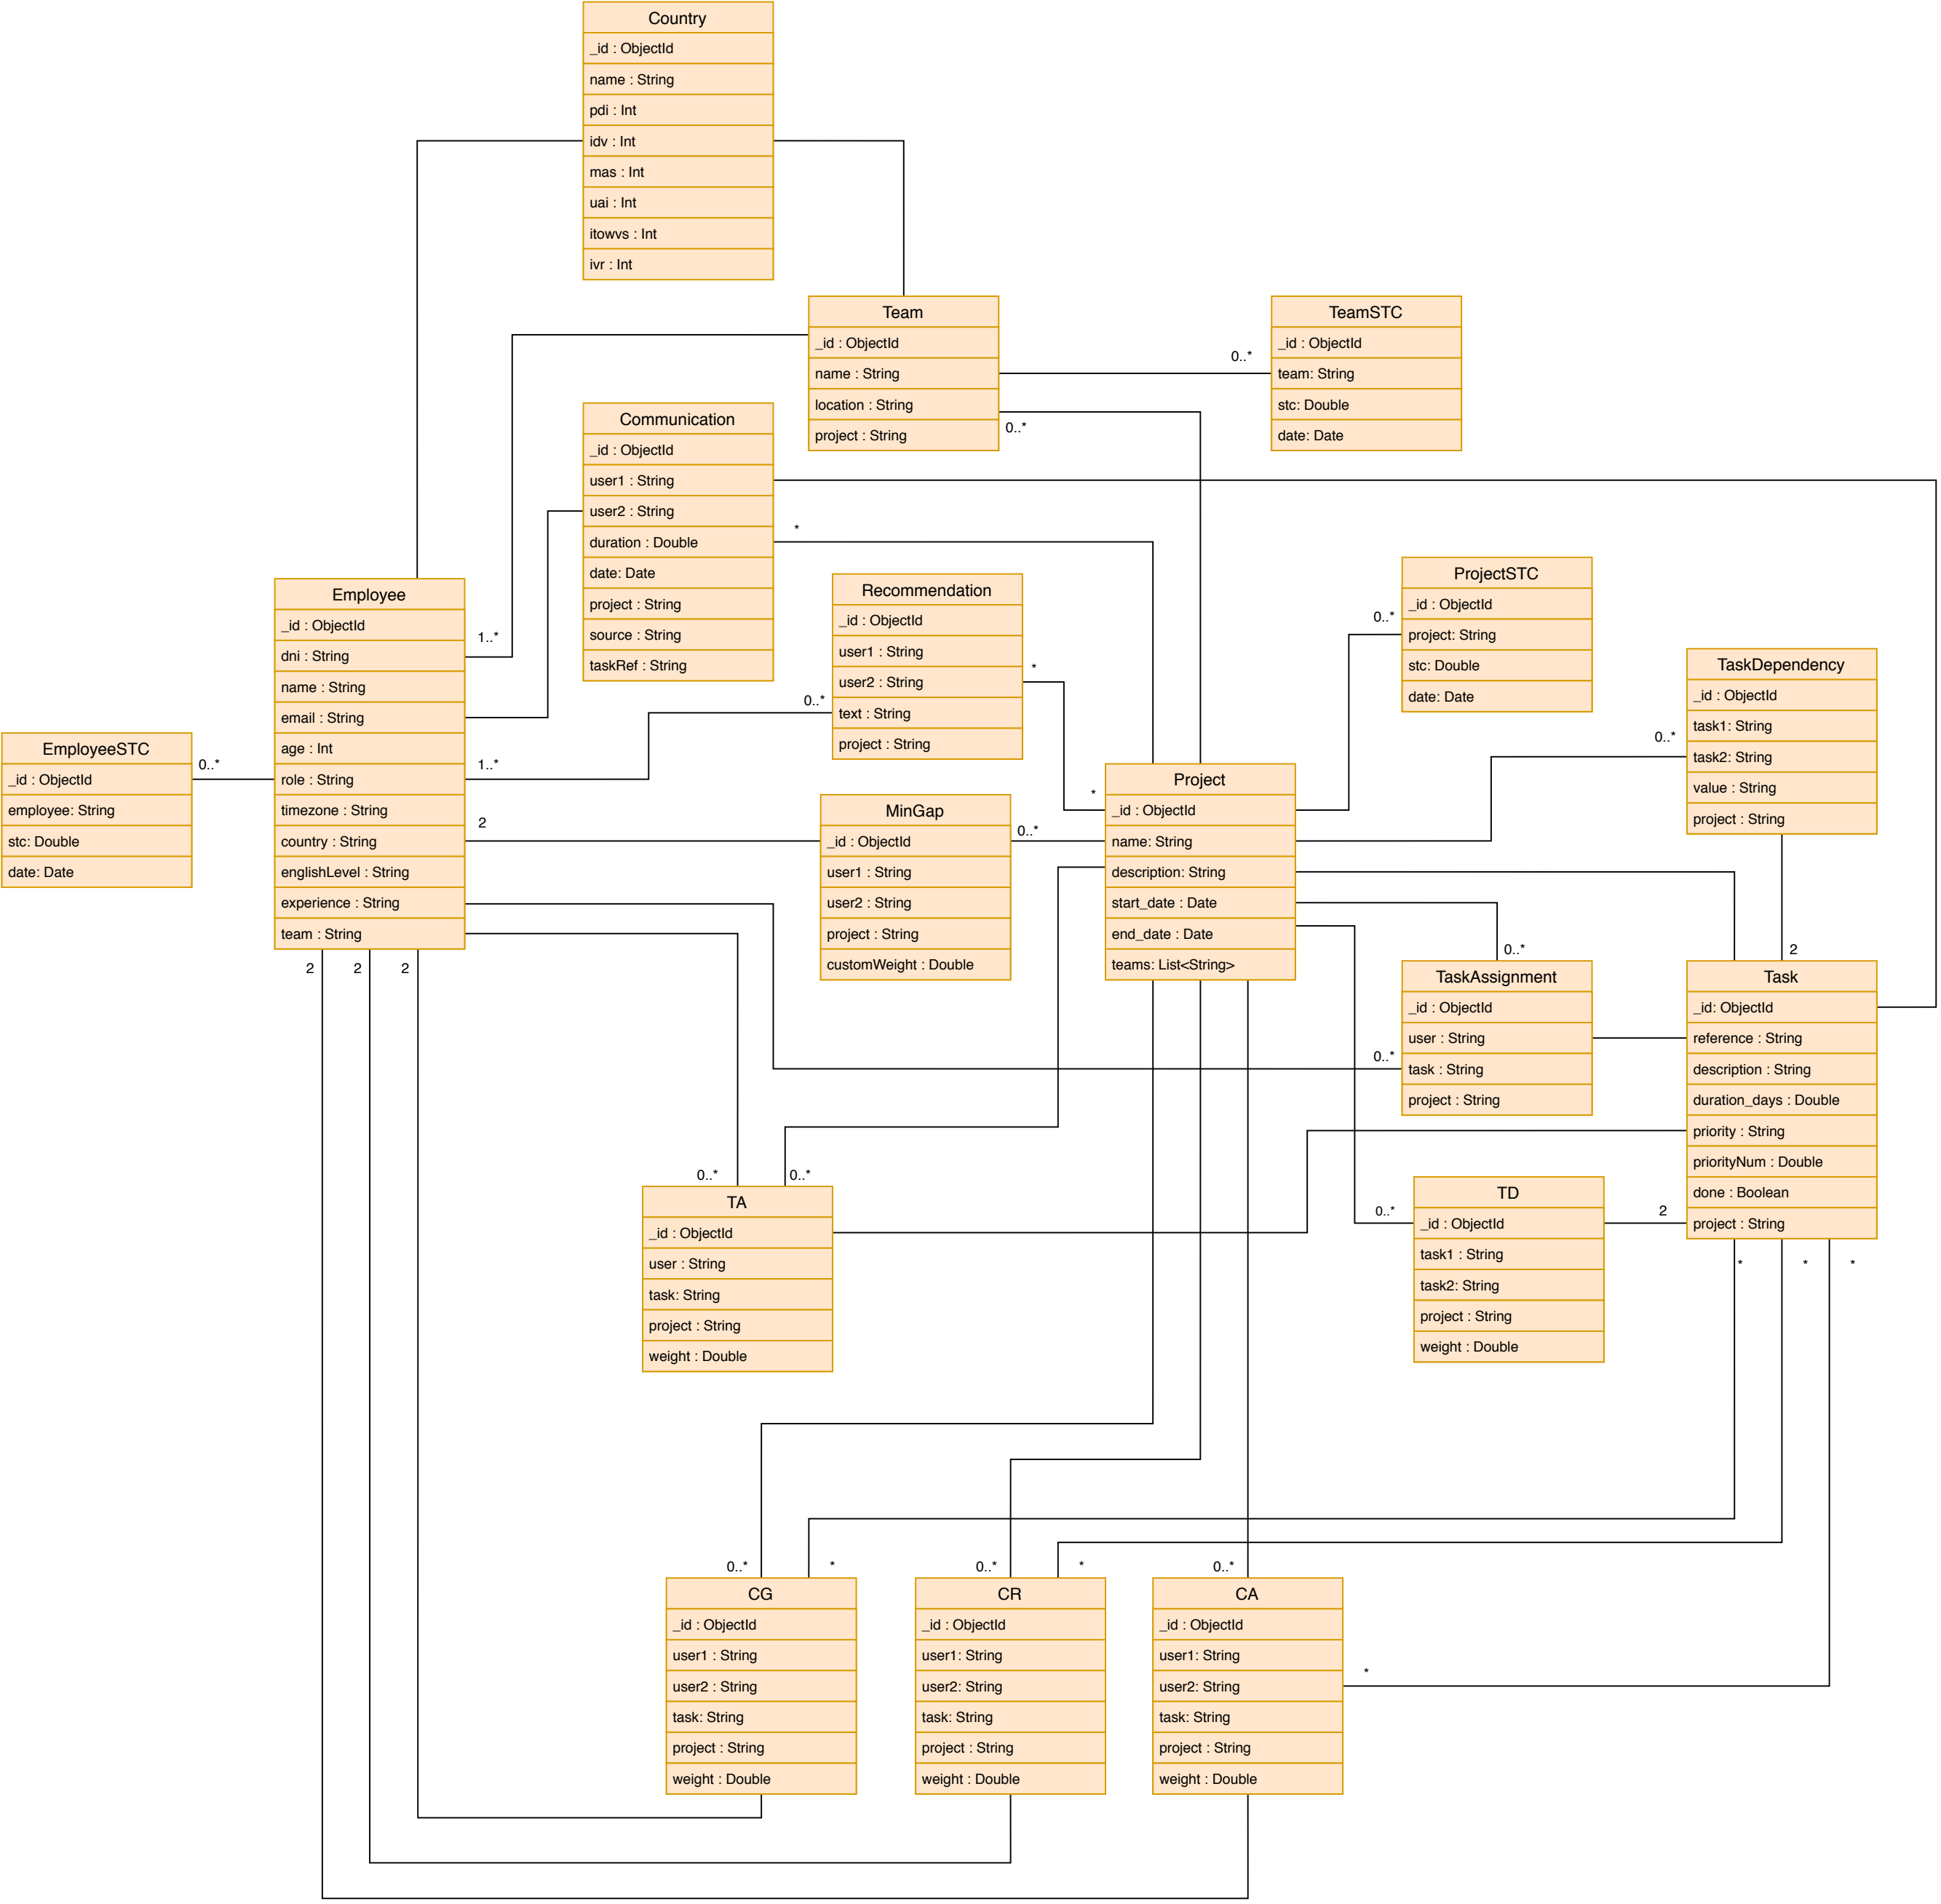 Country
_id : ObjectId
name : String
pdi : Int
idv : Int
mas : Int
uai : Int
itowvs : Int
ivr : Int
Team
_id : ObjectId
name : String
location : String
project : String
0..*
TeamSTC
_id : ObjectId
team: String
stc: Double
date: Date
0..*
Communication
_id : ObjectId
user1 : String
user2 : String
duration : Double
date: Date
project : String
source : String
taskRef : String
*
Recommendation
_id : ObjectId
user1 : String
user2 : String
text : String
project : String
*
0..*
ProjectSTC
_id : ObjectId
project: String
stc: Double
date: Date
0..*
TaskDependency
_id : ObjectId
task1: String
task2: String
value : String
project : String
0..*
Employee
_id : ObjectId
dni : String
name : String
email : String
age : Int
role : String
timezone : String
country : String
englishLevel : String
experience : String
team : String
1..*
1..*
2
2
2
2
EmployeeSTC
_id : ObjectId
employee: String
stc: Double
date: Date
0..*
MinGap
_id : ObjectId
user1 : String
user2 : String
project : String
customWeight : Double
0..*
*
Project
_id : ObjectId
name: String
description: String
start_date : Date
end_date : Date
teams: List<String>
TaskAssignment
_id : ObjectId
user : String
task : String
project : String
0..*
0..*
2
Task
_id: ObjectId
reference : String
description : String
duration_days : Double
priority : String
priorityNum : Double
done : Boolean
project : String
2
*
*
*
TA
_id : ObjectId
user : String
task: String
project : String
weight : Double
0..*
0..*
TD
_id : ObjectId
task1 : String
task2: String
project : String
weight : Double
0..*
0..*
*
CG
_id : ObjectId
user1 : String
user2 : String
task: String
project : String
weight : Double
0..*
*
CR
_id : ObjectId
user1: String
user2: String
task: String
project : String
weight : Double
0..*
CA
_id : ObjectId
user1: String
user2: String
task: String
project : String
weight : Double
*